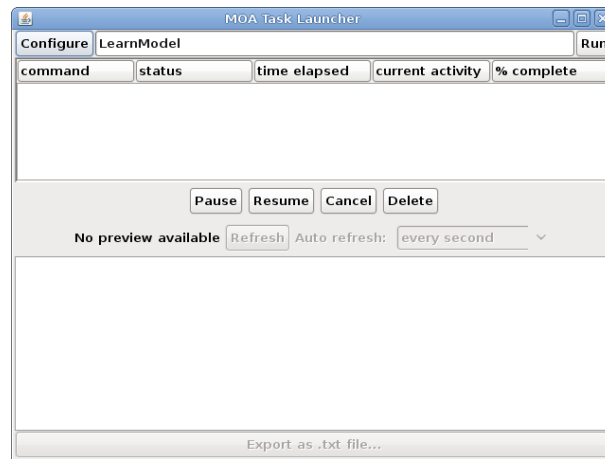 MOA Task Launcher
Configure LearnModel Run
command status time elapsed current activity % complete
Pause Resume Cancel Delete
No preview available Refresh Auto refresh: every second
Export as .txt file...